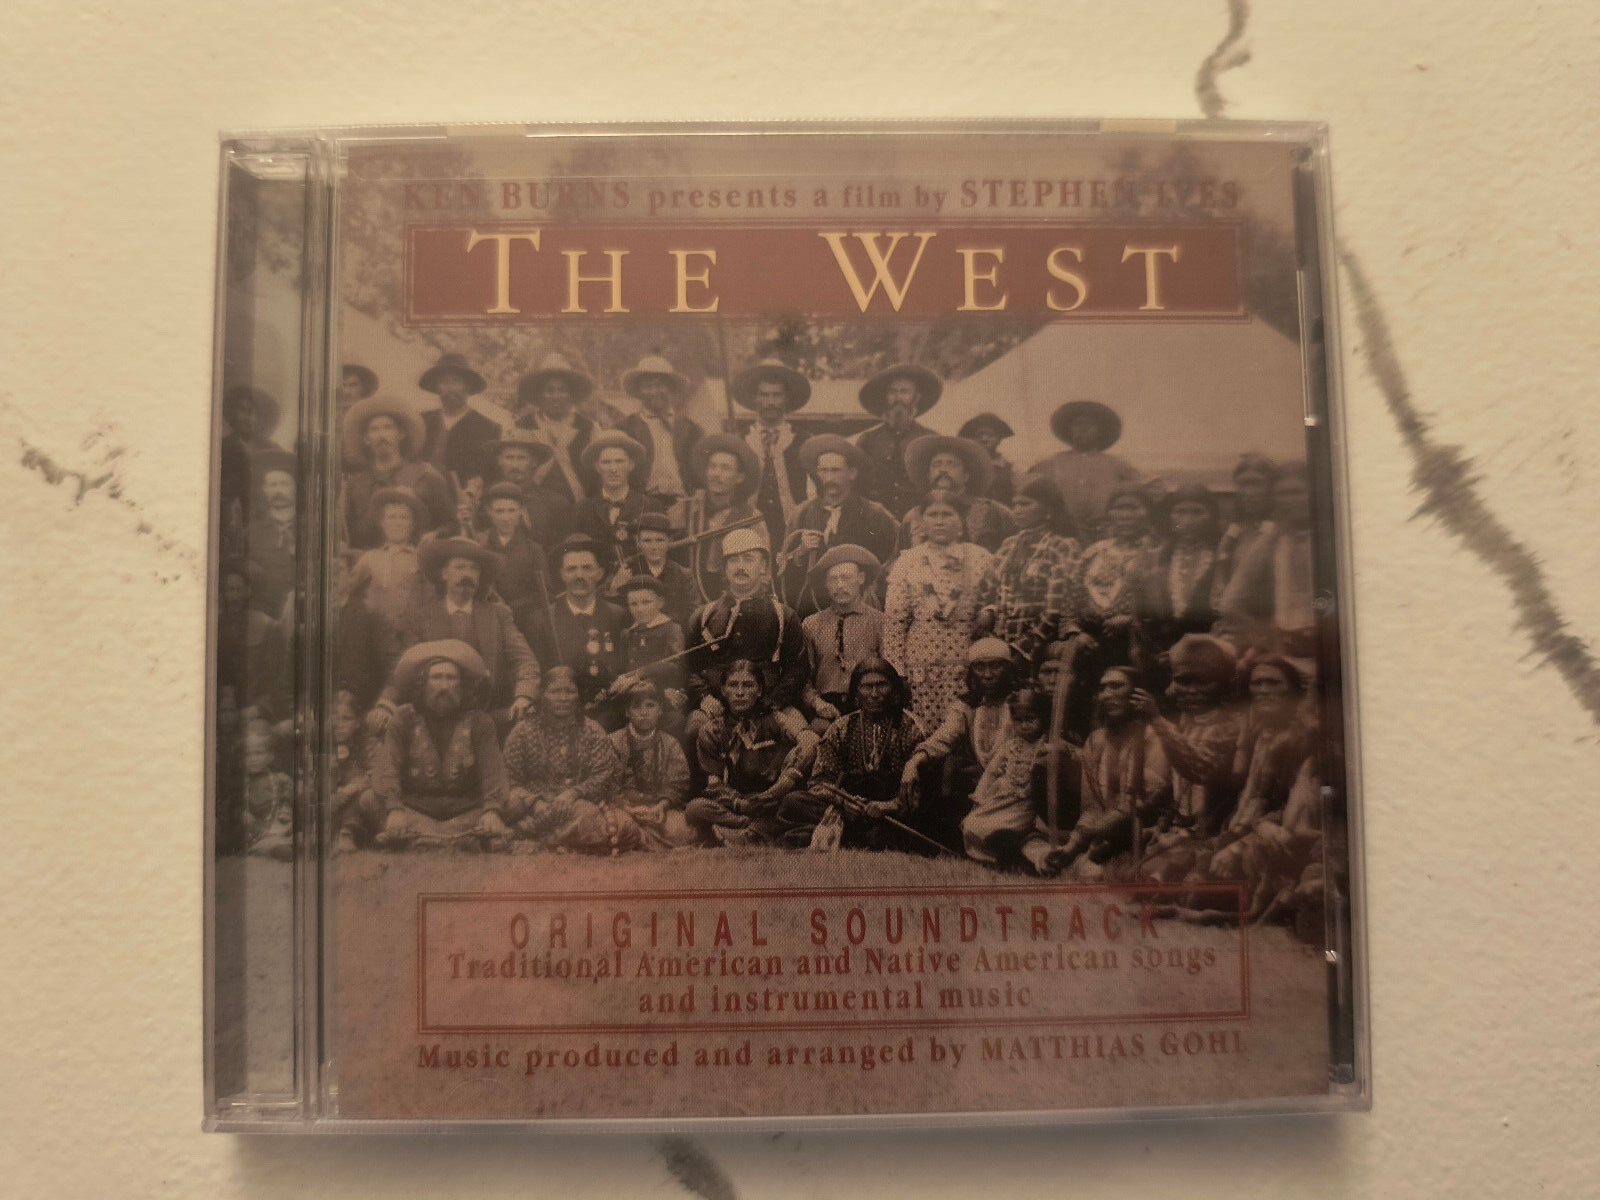 KEN BURNS presents a film by STEPHEN IVES
THE WEST
ORIGINAL SOUNDTRACK
Traditional American and Native American songs
and instrumental music
Music produced and arranged by MATTHIAS GOHL